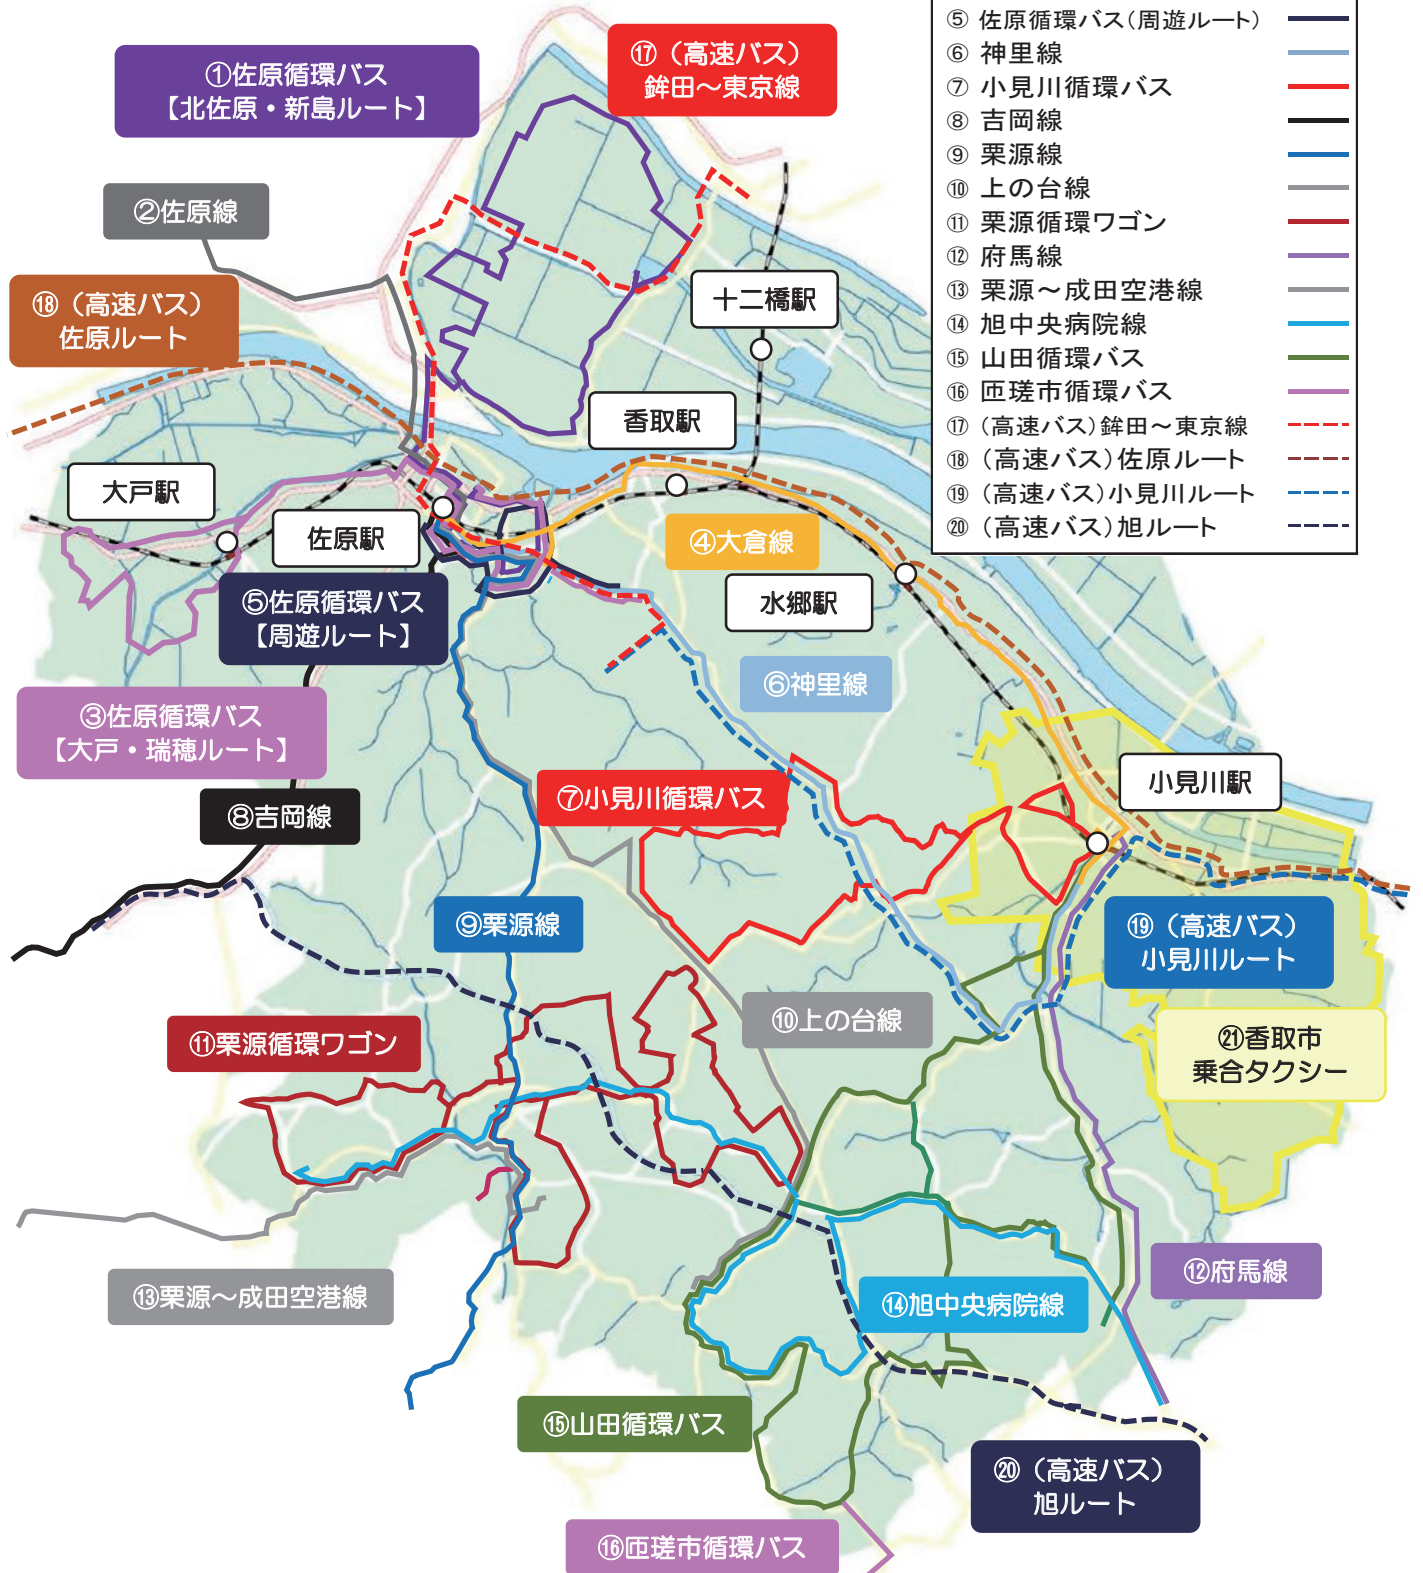 ①佐原循環バス
【北佐原・新島ルート】
⑰（高速バス）
鉾田～東京線
②佐原線
⑱（高速バス）
佐原ルート
十二橋駅
香取駅
大戸駅
佐原駅
④大倉線
⑤佐原循環バス
【周遊ルート】
水郷駅
⑥神里線
③佐原循環バス
【大戸・瑞穂ルート】
小見川駅
⑦小見川循環バス
⑧吉岡線
⑨栗源線
⑲（高速バス）
小見川ルート
⑩上の台線
⑪栗源循環ワゴン
㉑香取市
乗合タクシー
⑫府馬線
⑬栗源～成田空港線
⑭旭中央病院線
⑮山田循環バス
⑳（高速バス）
旭ルート
⑯匝瑳市循環バス
⑤ 佐原循環バス（周遊ルート）
⑥ 神里線
⑦ 小見川循環バス
⑧ 吉岡線
⑨ 栗源線
⑩ 上の台線
⑪ 栗源循環ワゴン
⑫ 府馬線
⑬ 栗源～成田空港線
⑭ 旭中央病院線
⑮ 山田循環バス
⑯ 匝瑳市循環バス
⑰ （高速バス）鉾田～東京線
⑱ （高速バス）佐原ルート
⑲ （高速バス）小見川ルート
⑳ （高速バス）旭ルート